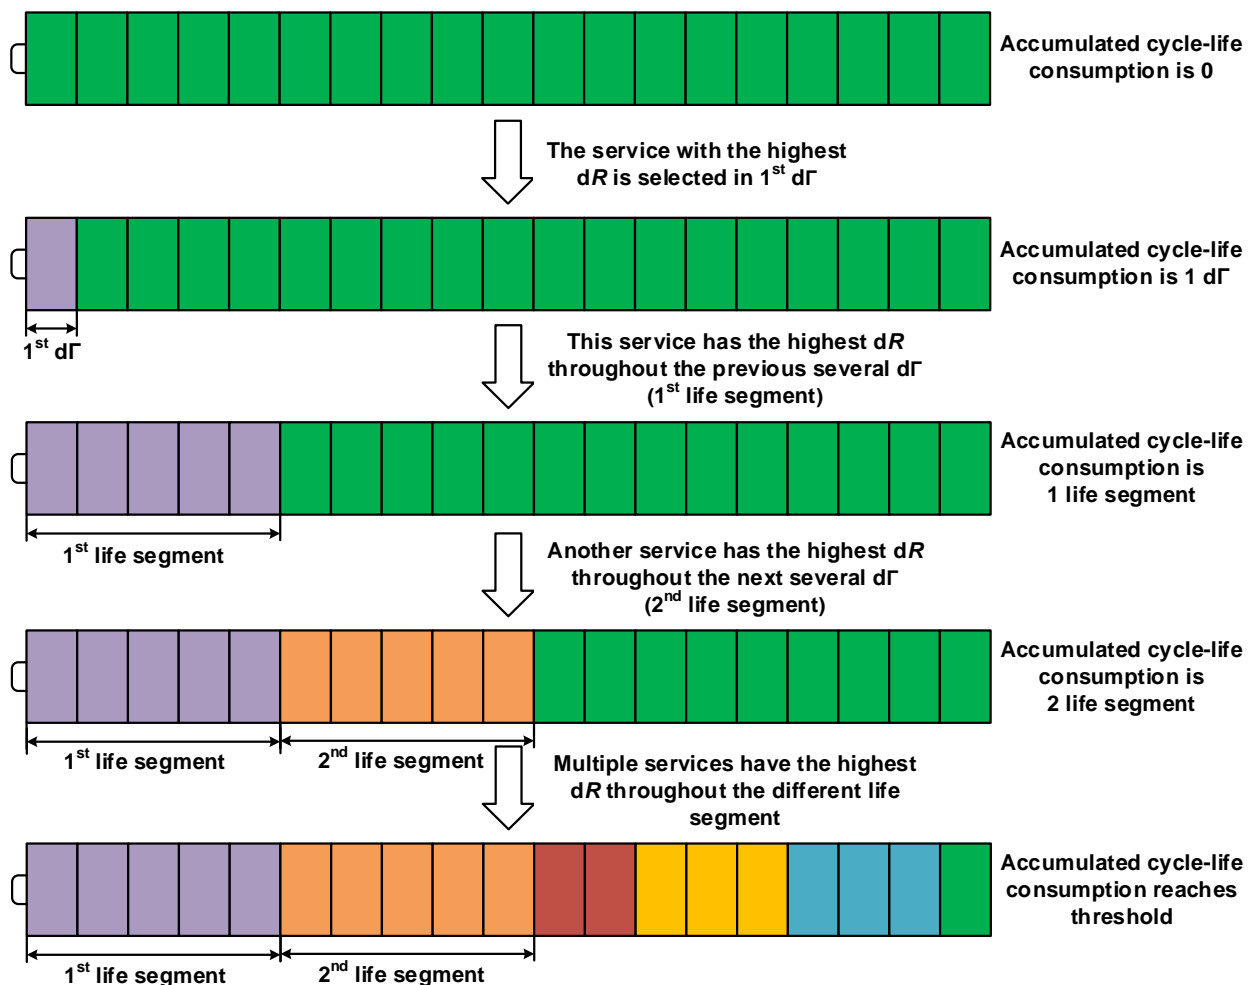 Accumulated cycle-life
consumption is 0
The service with the highest
dR is selected in 1st dΓ
Accumulated cycle-life
consumption is 1 dΓ
1st dΓ
This service has the highest dR
throughout the previous several dΓ
(1st life segment)
Accumulated cycle-life
consumption is
1 life segment
1st life segment
Another service has the highest dR
throughout the next several dΓ
(2nd life segment)
Accumulated cycle-life
consumption is
2 life segment
1st life segment
2nd life segment
Multiple services have the highest
dR throughout the different life
segment
Accumulated cycle-life
consumption reaches
threshold
1st life segment
2nd life segment